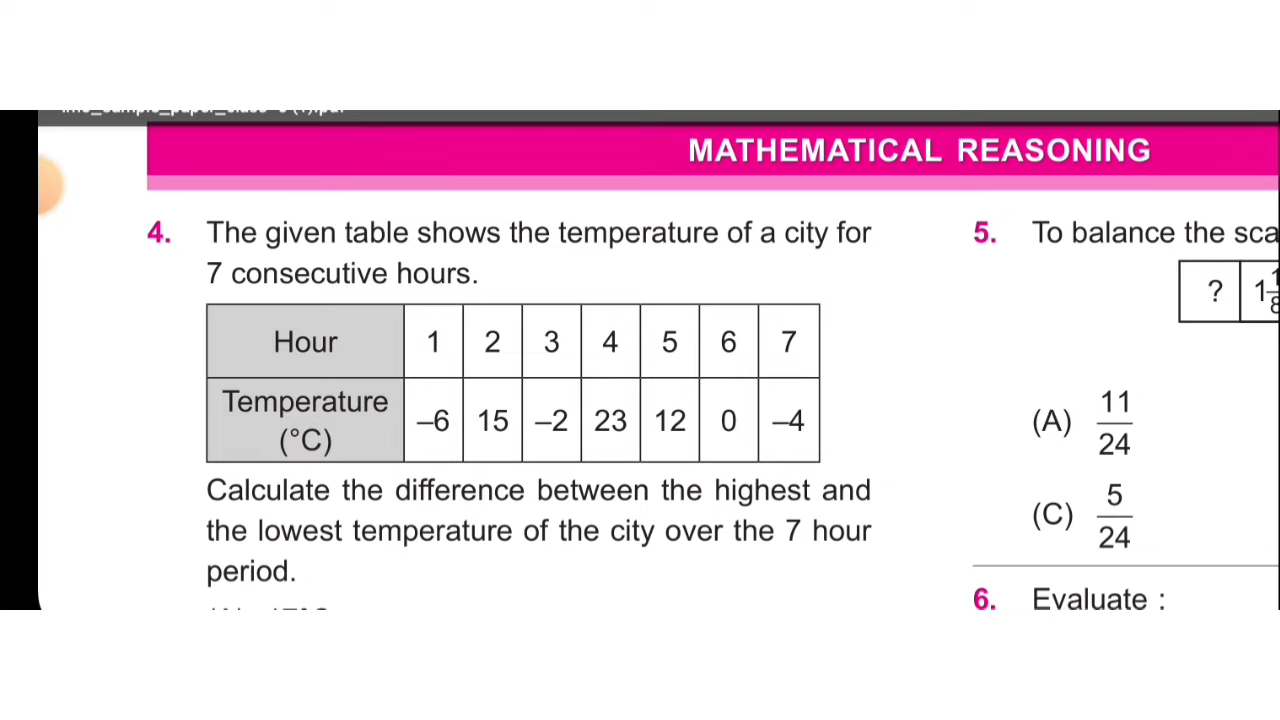 MATHEMATICAL REASONING
4. The given table shows the temperature of a city for
7 consecutive hours.
Hour 1 2 3 4 5 6 7
Temperature
(°C) –6 15 –2 23 12 0 –4
Calculate the difference between the highest and
the lowest temperature of the city over the 7 hour
period.
5. To balance the sca
? 1
(A) 11/24
(C) 5/24
6. Evaluate :